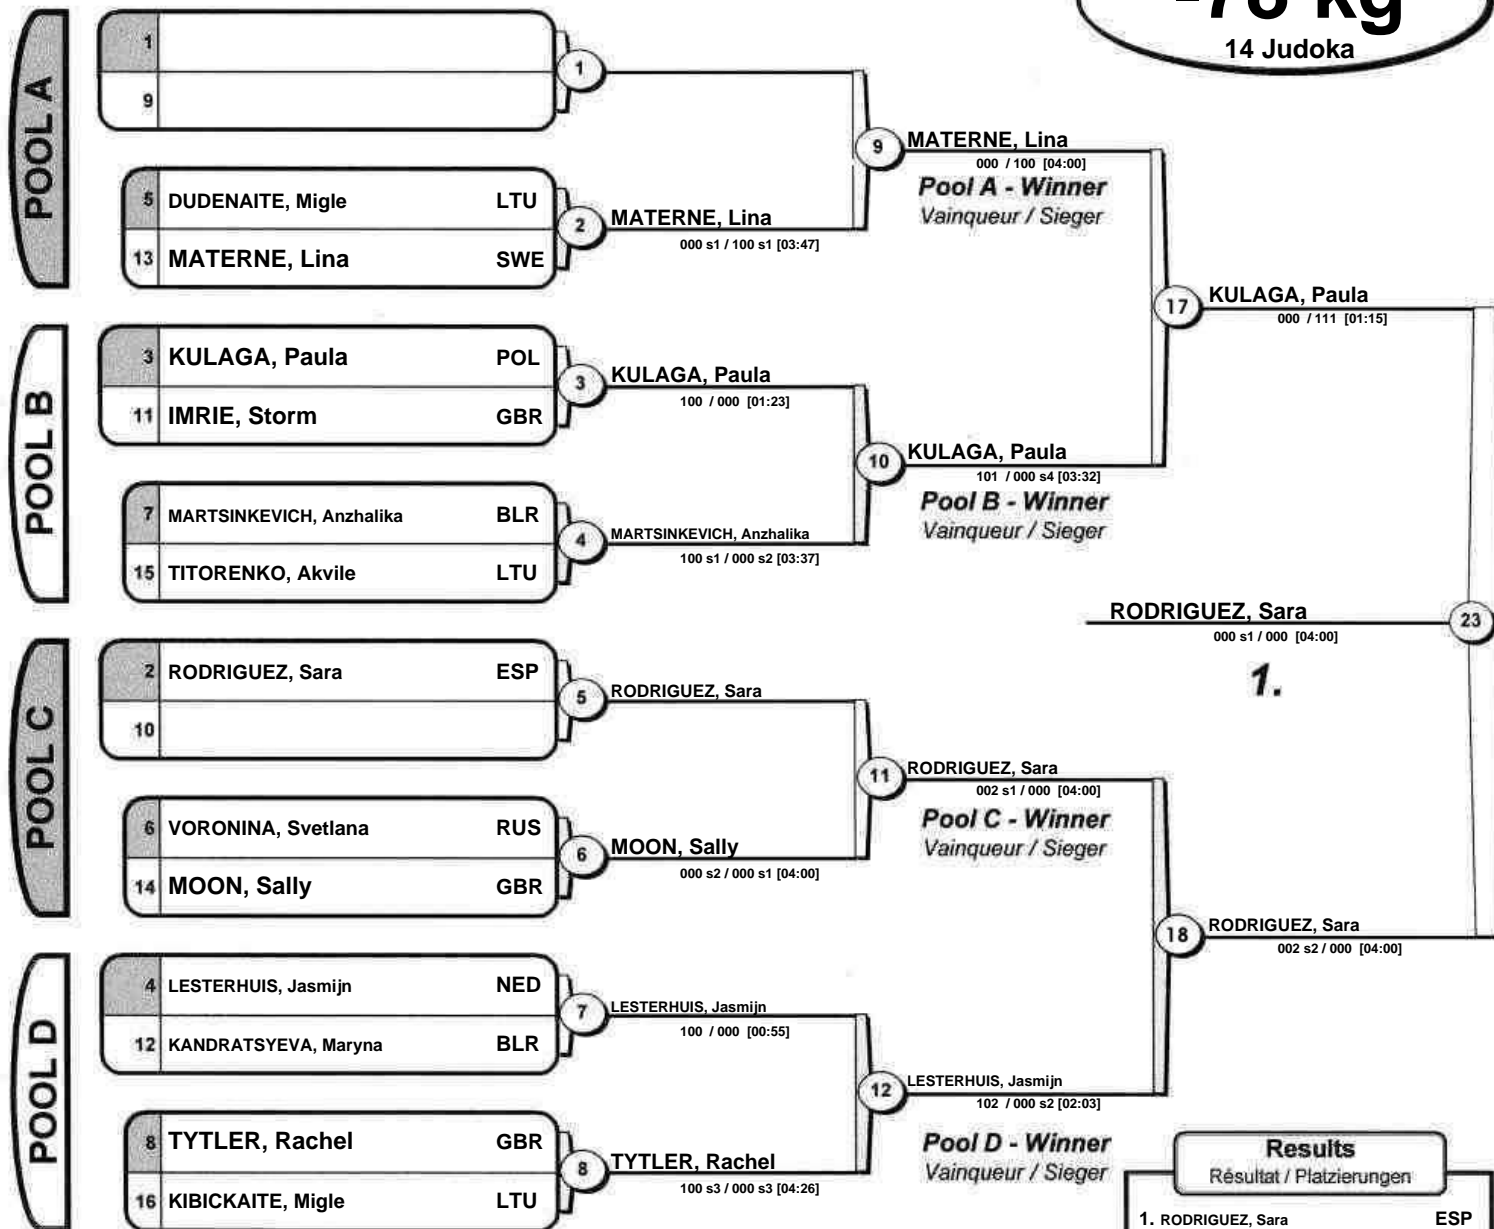 -78 kg
14 Judoka
POOL A
1
9
1
5 DUDENAITE, Migle LTU
13 MATERNE, Lina SWE
2
MATERNE, Lina
000 s1 / 100 s1 [03:47]
9
MATERNE, Lina
000 / 100 [04:00]
Pool A - Winner
Vainqueur / Sieger
17
KULAGA, Paula
000 / 111 [01:15]
POOL B
3 KULAGA, Paula POL
11 IMRIE, Storm GBR
3
KULAGA, Paula
100 / 000 [01:23]
7 MARTSINKEVICH, Anzhalika BLR
15 TITORENKO, Akvile LTU
4
MARTSINKEVICH, Anzhalika
100 s1 / 000 s2 [03:37]
10
KULAGA, Paula
101 / 000 s4 [03:32]
Pool B - Winner
Vainqueur / Sieger
RODRIGUEZ, Sara
000 s1 / 000 [04:00]
23
1.
POOL C
2 RODRIGUEZ, Sara ESP
10
5
RODRIGUEZ, Sara
6 VORONINA, Svetlana RUS
14 MOON, Sally GBR
6
MOON, Sally
000 s2 / 000 s1 [04:00]
11
RODRIGUEZ, Sara
002 s1 / 000 [04:00]
Pool C - Winner
Vainqueur / Sieger
18
RODRIGUEZ, Sara
002 s2 / 000 [04:00]
POOL D
4 LESTERHUIS, Jasmijn NED
12 KANDRATSYEVA, Maryna BLR
7
LESTERHUIS, Jasmijn
100 / 000 [00:55]
8 TYTLER, Rachel GBR
16 KIBICKAITE, Migle LTU
8
TYTLER, Rachel
100 s3 / 000 s3 [04:26]
12
LESTERHUIS, Jasmijn
102 / 000 s2 [02:03]
Pool D - Winner
Vainqueur / Sieger
Results
Résultat / Platzierungen
1. RODRIGUEZ, Sara ESP